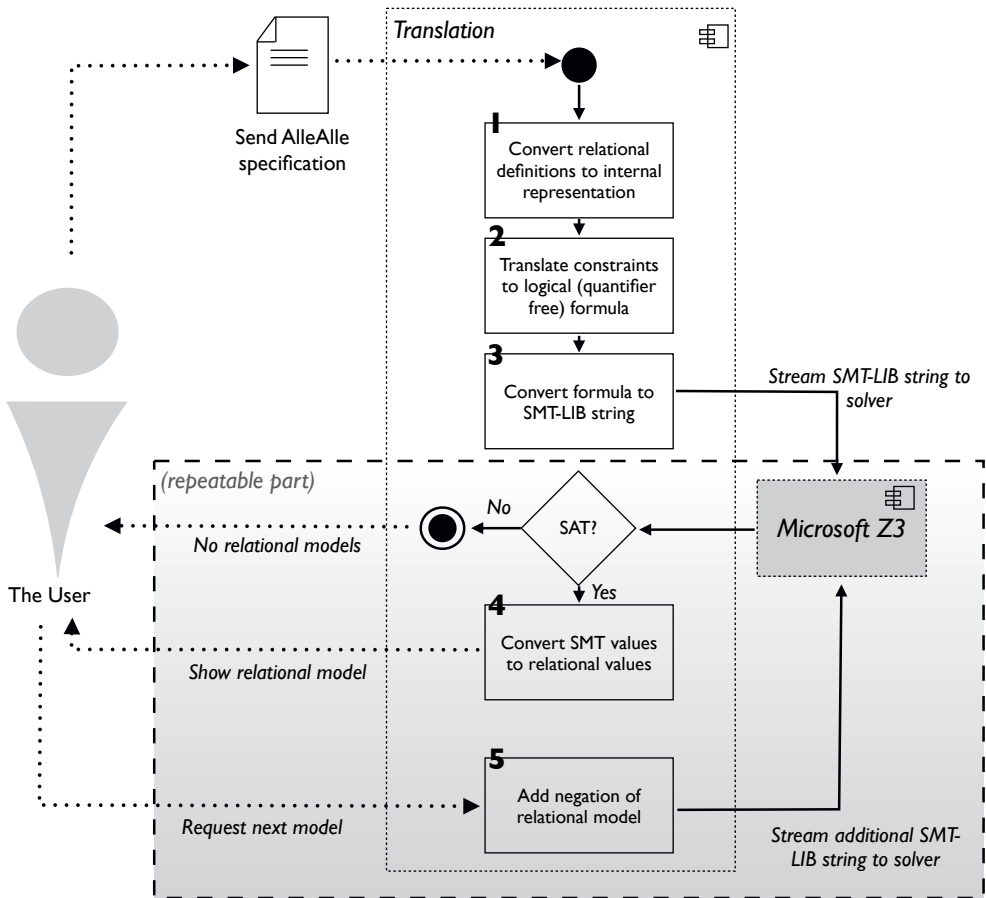 Translation
Send AlleAlle
specification
1
Convert relational
definitions to internal
representation
2
Translate constraints
to logical (quantifier
free) formula
3
Convert formula to
SMT-LIB string
Stream SMT-LIB string to
solver
(repeatable part)
No
SAT?
Microsoft Z3
No relational models
The User
Yes
4
Convert SMT values
to relational values
Show relational model
5
Add negation of
relational model
Request next model
Stream additional SMT-
LIB string to solver